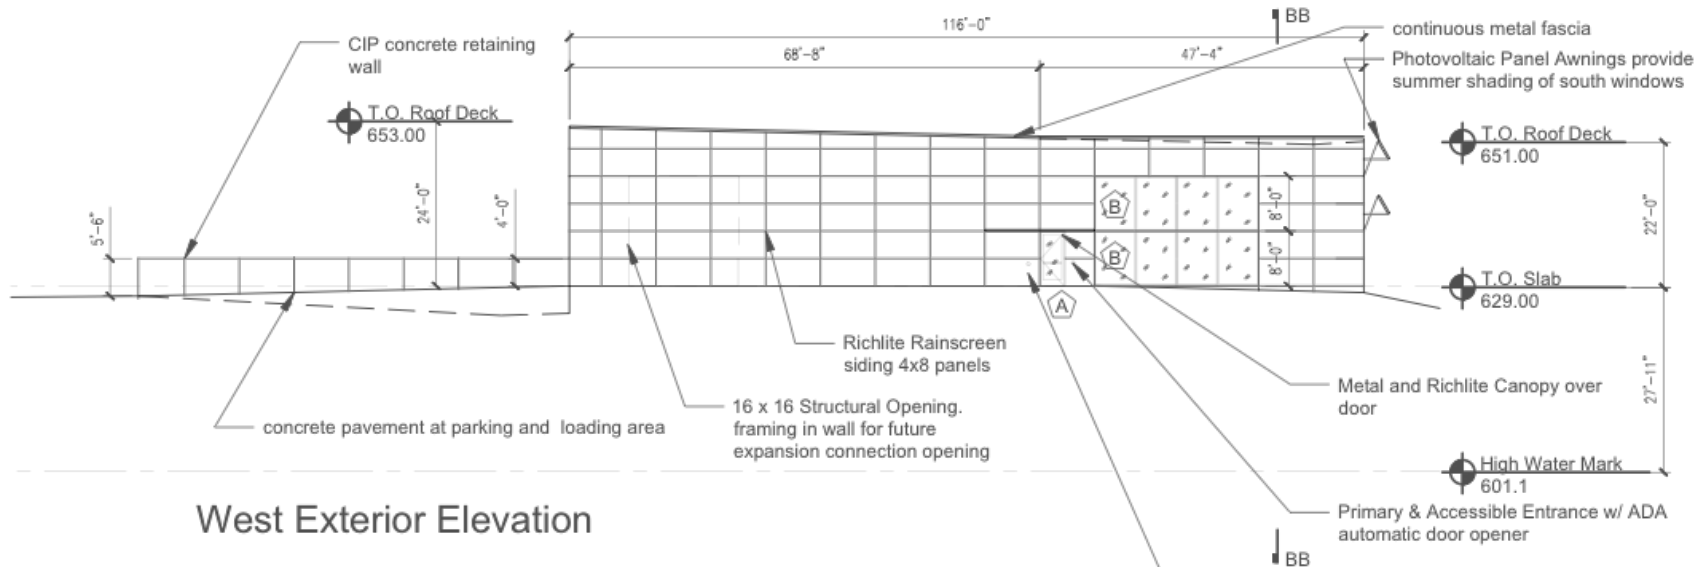 116'-0"
BB
continuous metal fascia
CIP concrete retaining
wall
68'-8"
47'-4"
Photovoltaic Panel Awnings provide
summer shading of south windows
T.O. Roof Deck
653.00
T.O. Roof Deck
651.00
5'-6"
24'-0"
4'-0"
B
8'-0"
22'-0"
B
8'-0"
T.O. Slab
629.00
A
Richlite Rainscreen
siding 4x8 panels
27'-11"
Metal and Richlite Canopy over
door
16 x 16 Structural Opening.
framing in wall for future
expansion connection opening
concrete pavement at parking and loading area
High Water Mark
601.1
West Exterior Elevation
Primary & Accessible Entrance w/ ADA
automatic door opener
BB